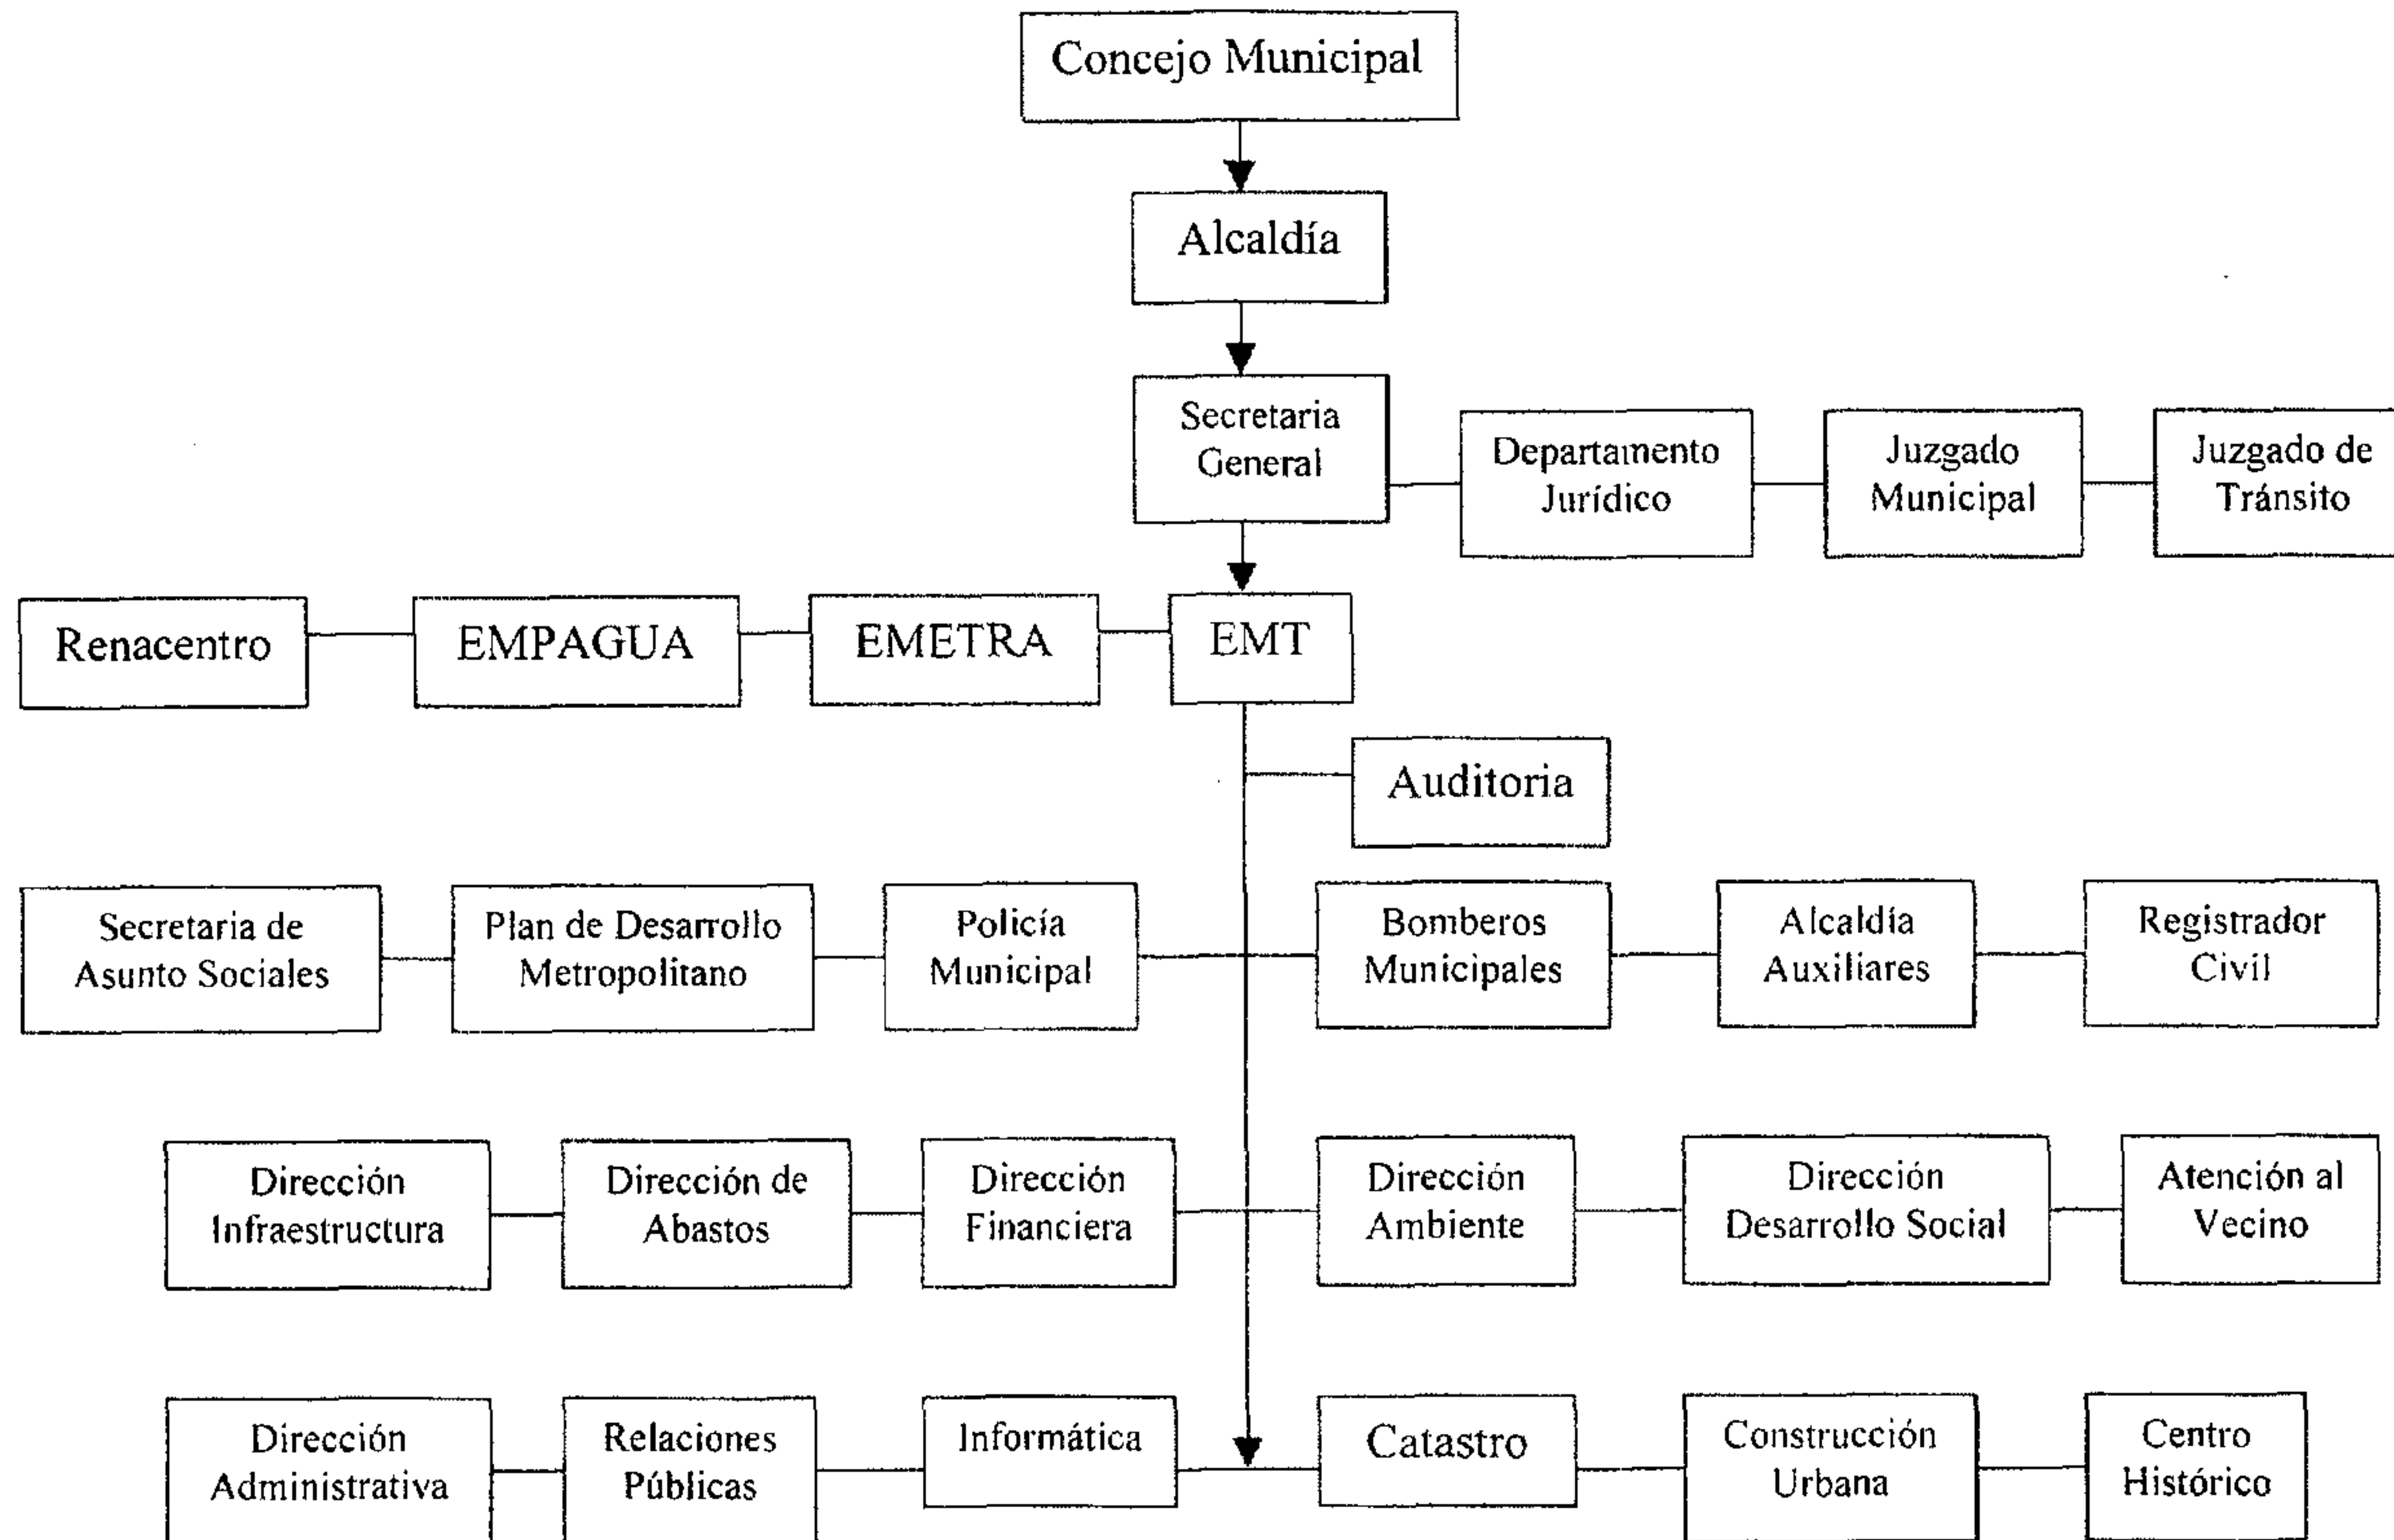 Concejo Municipal
Alcaldía
Secretaria
General
Departamento
Jurídico
Juzgado
Municipal
Juzgado de
Tránsito
Renacentro
EMPAGUA
EMETRA
EMT
Auditoria
Secretaria de
Asunto Sociales
Plan de Desarrollo
Metropolitano
Policía
Municipal
Bomberos
Municipales
Alcaldía
Auxiliares
Registrador
Civil
Dirección
Infraestructura
Dirección de
Abastos
Dirección
Financiera
Dirección
Ambiente
Dirección
Desarrollo Social
Atención al
Vecino
Dirección
Administrativa
Relaciones
Públicas
Informática
Catastro
Construcción
Urbana
Centro
Histórico